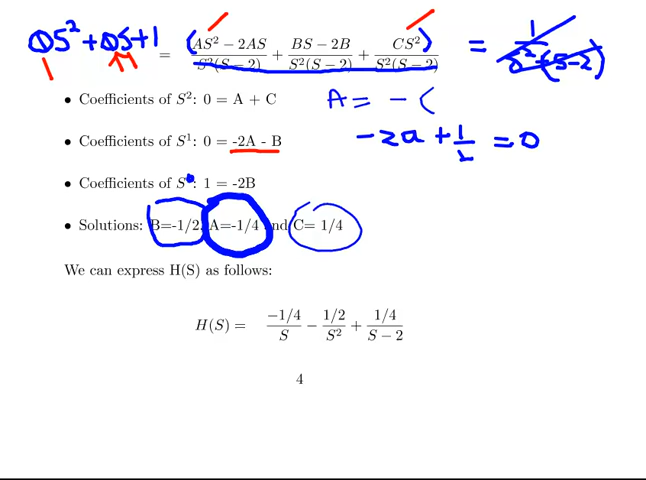 0S² + 0S + 1 = (AS² − 2AS / S²(S − 2) + BS − 2B / S²(S − 2) + CS² / S²(S − 2)) = 1 / S²(S−2)
• Coefficients of S²: 0 = A + C A = − C
• Coefficients of S¹: 0 = -2A - B −2a + 1/2 = 0
• Coefficients of S⁰: 1 = -2B
• Solutions: B=-1/2, A=-1/4 and C= 1/4
We can express H(S) as follows:
H(S) = −1/4 / S − 1/2 / S² + 1/4 / S − 2
4